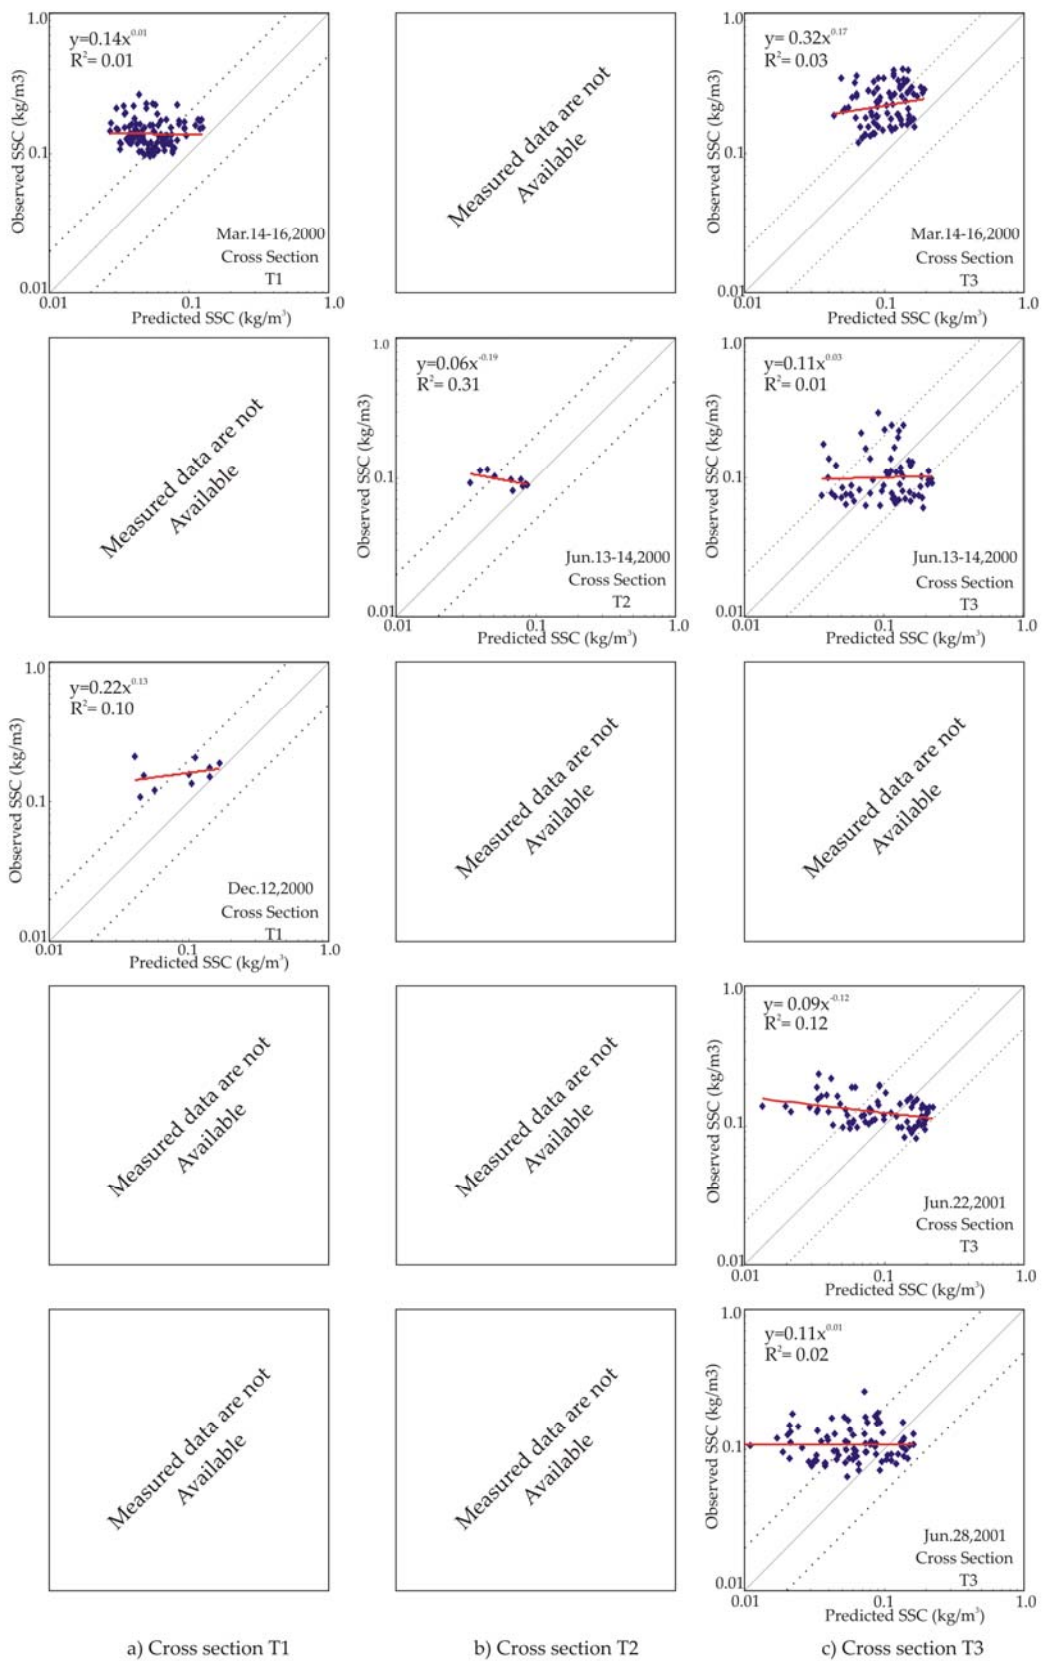 1.0
y=0.14x^0.01
R²= 0.01
Observed SSC (kg/m3)
0.1
Mar.14-16,2000
Cross Section
T1
0.01
0.01
0.1
1.0
Predicted SSC (kg/m³)
Measured data are not
Available
1.0
y= 0.32x^0.17
R²= 0.03
Observed SSC (kg/m3)
0.1
Mar.14-16,2000
Cross Section
T3
0.01
0.01
0.1
1.0
Predicted SSC (kg/m³)
Measured data are not
Available
1.0
y=0.06x^-0.19
R²= 0.31
Observed SSC (kg/m3)
0.1
Jun.13-14,2000
Cross Section
T2
0.01
0.01
0.1
1.0
Predicted SSC (kg/m³)
1.0
y=0.11x^0.03
R²= 0.01
Observed SSC (kg/m3)
0.1
Jun.13-14,2000
Cross Section
T3
0.01
0.01
0.1
1.0
Predicted SSC (kg/m³)
1.0
y=0.22x^0.13
R²= 0.10
Observed SSC (kg/m3)
0.1
Dec.12,2000
Cross Section
T1
0.01
0.01
0.1
1.0
Predicted SSC (kg/m³)
Measured data are not
Available
Measured data are not
Available
Measured data are not
Available
Measured data are not
Available
1.0
y= 0.09x^-0.12
R²= 0.12
Observed SSC (kg/m3)
0.1
Jun.22,2001
Cross Section
T3
0.01
0.01
0.1
1.0
Predicted SSC (kg/m³)
Measured data are not
Available
Measured data are not
Available
1.0
y=0.11x^0.01
R²= 0.02
Observed SSC (kg/m3)
0.1
Jun.28,2001
Cross Section
T3
0.01
0.01
0.1
1.0
Predicted SSC (kg/m³)
a) Cross section T1
b) Cross section T2
c) Cross section T3